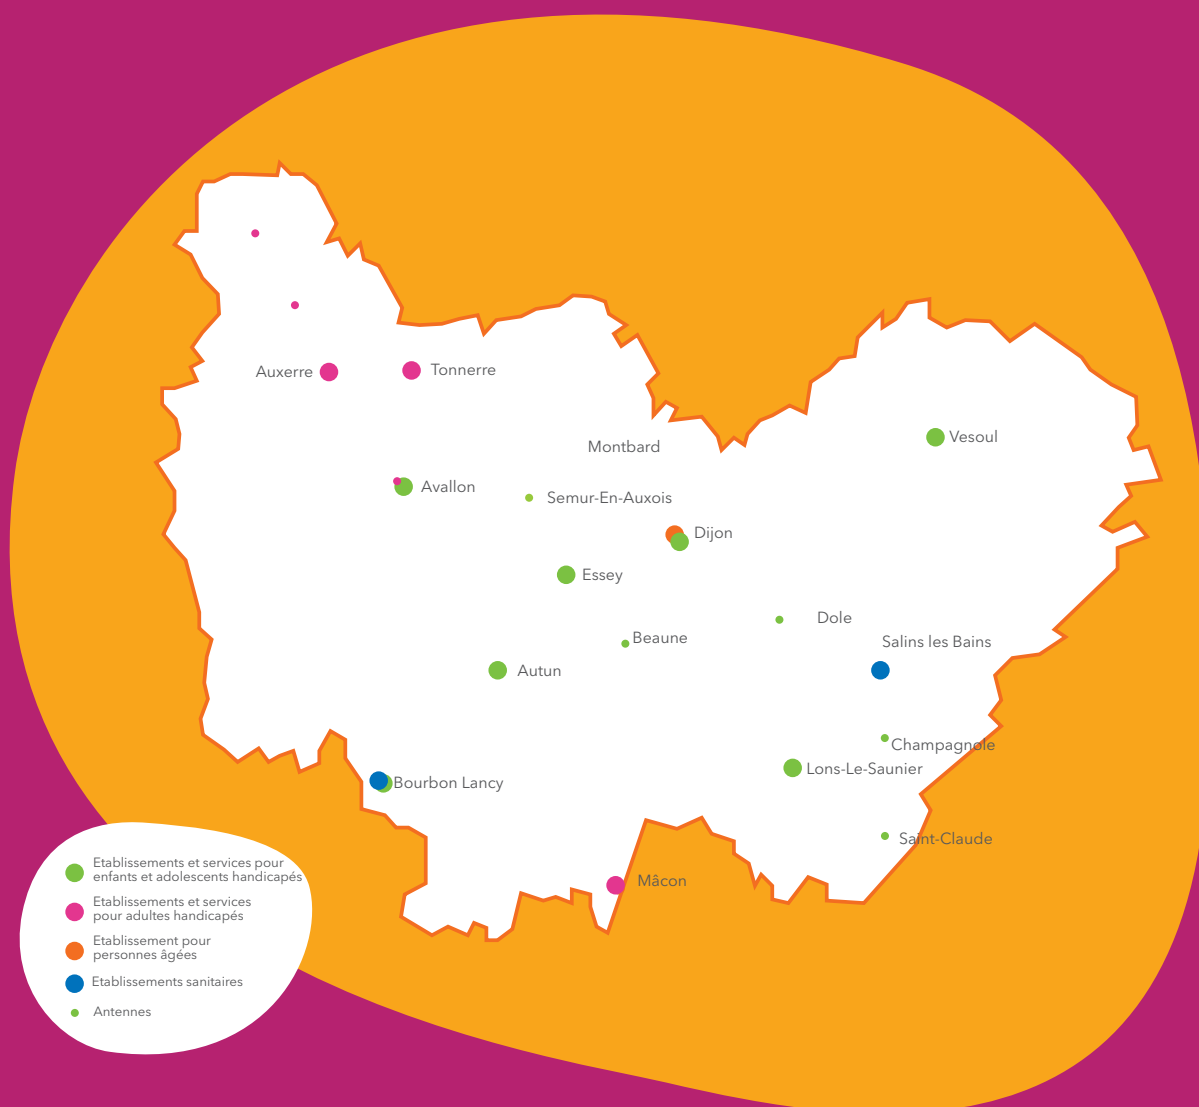 Auxerre
Tonnerre
Montbard
Vesoul
Avallon
Semur-En-Auxois
Dijon
Essey
Dole
Beaune
Salins les Bains
Autun
Champagnole
Lons-Le-Saunier
Bourbon Lancy
Saint-Claude
Mâcon
Etablissements et services pour
enfants et adolescents handicapés
Etablissements et services
pour adultes handicapés
Etablissement pour
personnes âgées
Etablissements sanitaires
Antennes